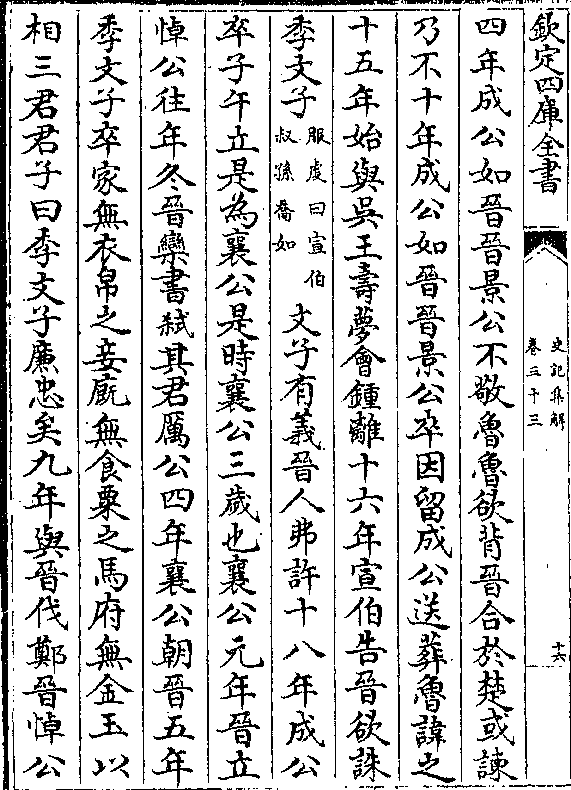 欽定四庫全書
史記集解
卷三十三
十六
四年成公如晉晉景公不敬魯魯欲背晉合於楚或諫
乃不十年成公如晉晉景公卒因留成公送葬魯諱之
十五年始與吳王壽夢會鍾離十六年宣伯告晉欲誅
季文子服虔曰宣伯叔孫喬如文子有義晉人弗許十八年成公
卒子午立是為襄公是時襄公三歲也襄公元年晉立
悼公往年冬晉欒書弑其君厲公四年襄公朝晉五年
季文子卒家無衣帛之妾廐無食粟之馬府無金玉以
相三君君子曰季文子廉忠矣九年與晉伐鄭晉悼公